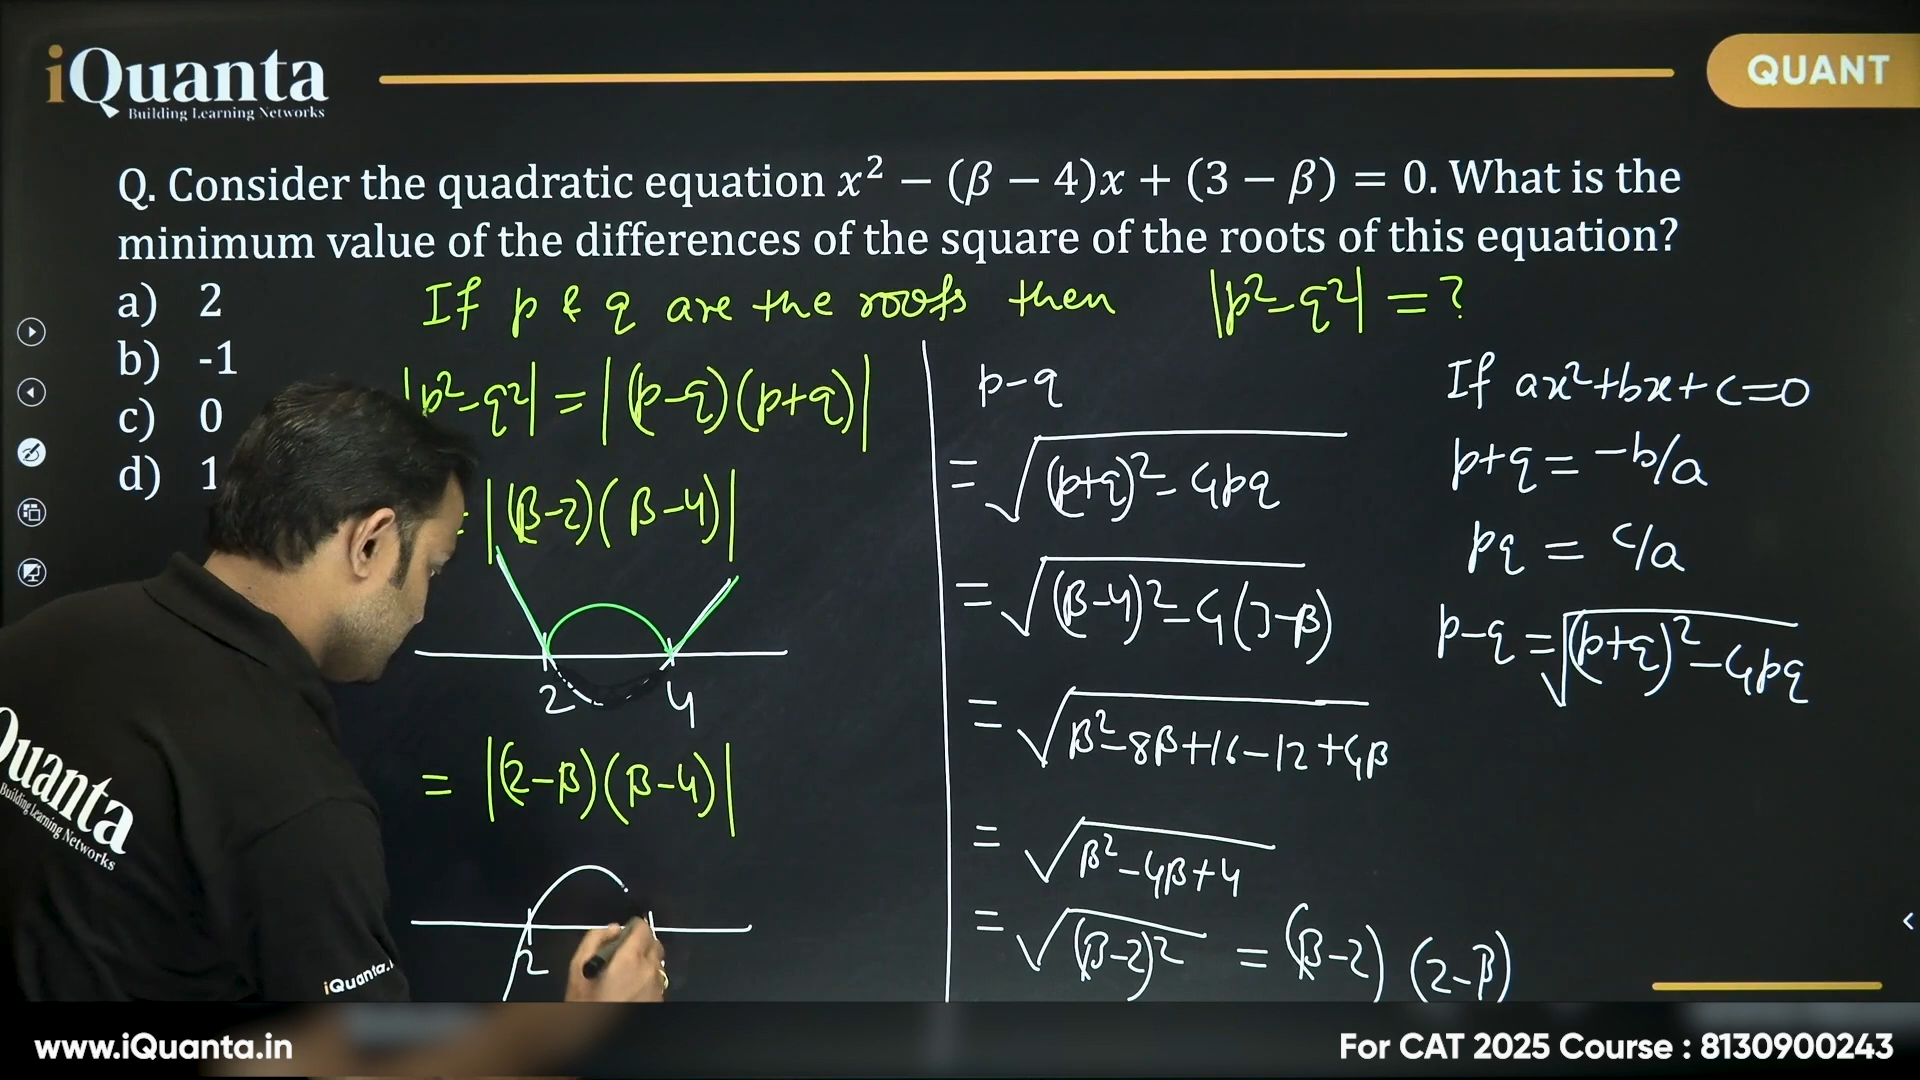 iQuanta
Building Learning Networks
QUANT
Q. Consider the quadratic equation x² − (β − 4)x + (3 − β) = 0. What is the
minimum value of the differences of the square of the roots of this equation?
a) 2
b) -1
c) 0
d) 1
If p & q are the roots then |p²-q²| = ?
|p²-q²| = |(p-q)(p+q)|
= |(β-2)(β-4)|
2 4
= |(2-β)(β-4)|
2
p-q
= √(p+q)²-4pq
= √(β-4)²-4(3-β)
= √β²-8β+16-12+4β
= √β²-4β+4
= √(β-2)² = (β-2) (2-β)
If ax²+bx+c=0
p+q = -b/a
pq = c/a
p-q = √(p+q)²-4pq
Quanta
Building Learning Networks
iQuanta.
www.iQuanta.in
For CAT 2025 Course : 8130900243